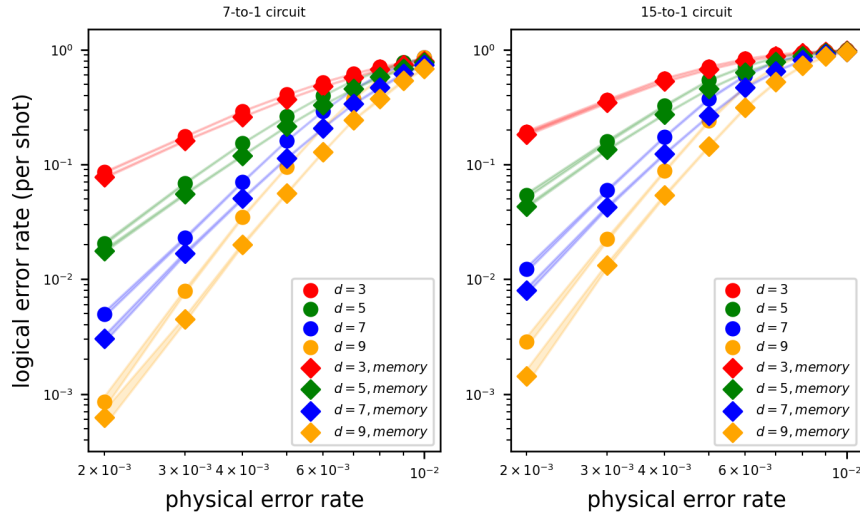 7-to-1 circuit
logical error rate (per shot)
10⁰
10⁻¹
10⁻²
10⁻³
d = 3
d = 5
d = 7
d = 9
d = 3, memory
d = 5, memory
d = 7, memory
d = 9, memory
2 × 10⁻³
3 × 10⁻³
4 × 10⁻³
6 × 10⁻³
10⁻²
physical error rate
15-to-1 circuit
10⁰
10⁻¹
10⁻²
10⁻³
d = 3
d = 5
d = 7
d = 9
d = 3, memory
d = 5, memory
d = 7, memory
d = 9, memory
2 × 10⁻³
3 × 10⁻³
4 × 10⁻³
6 × 10⁻³
10⁻²
physical error rate